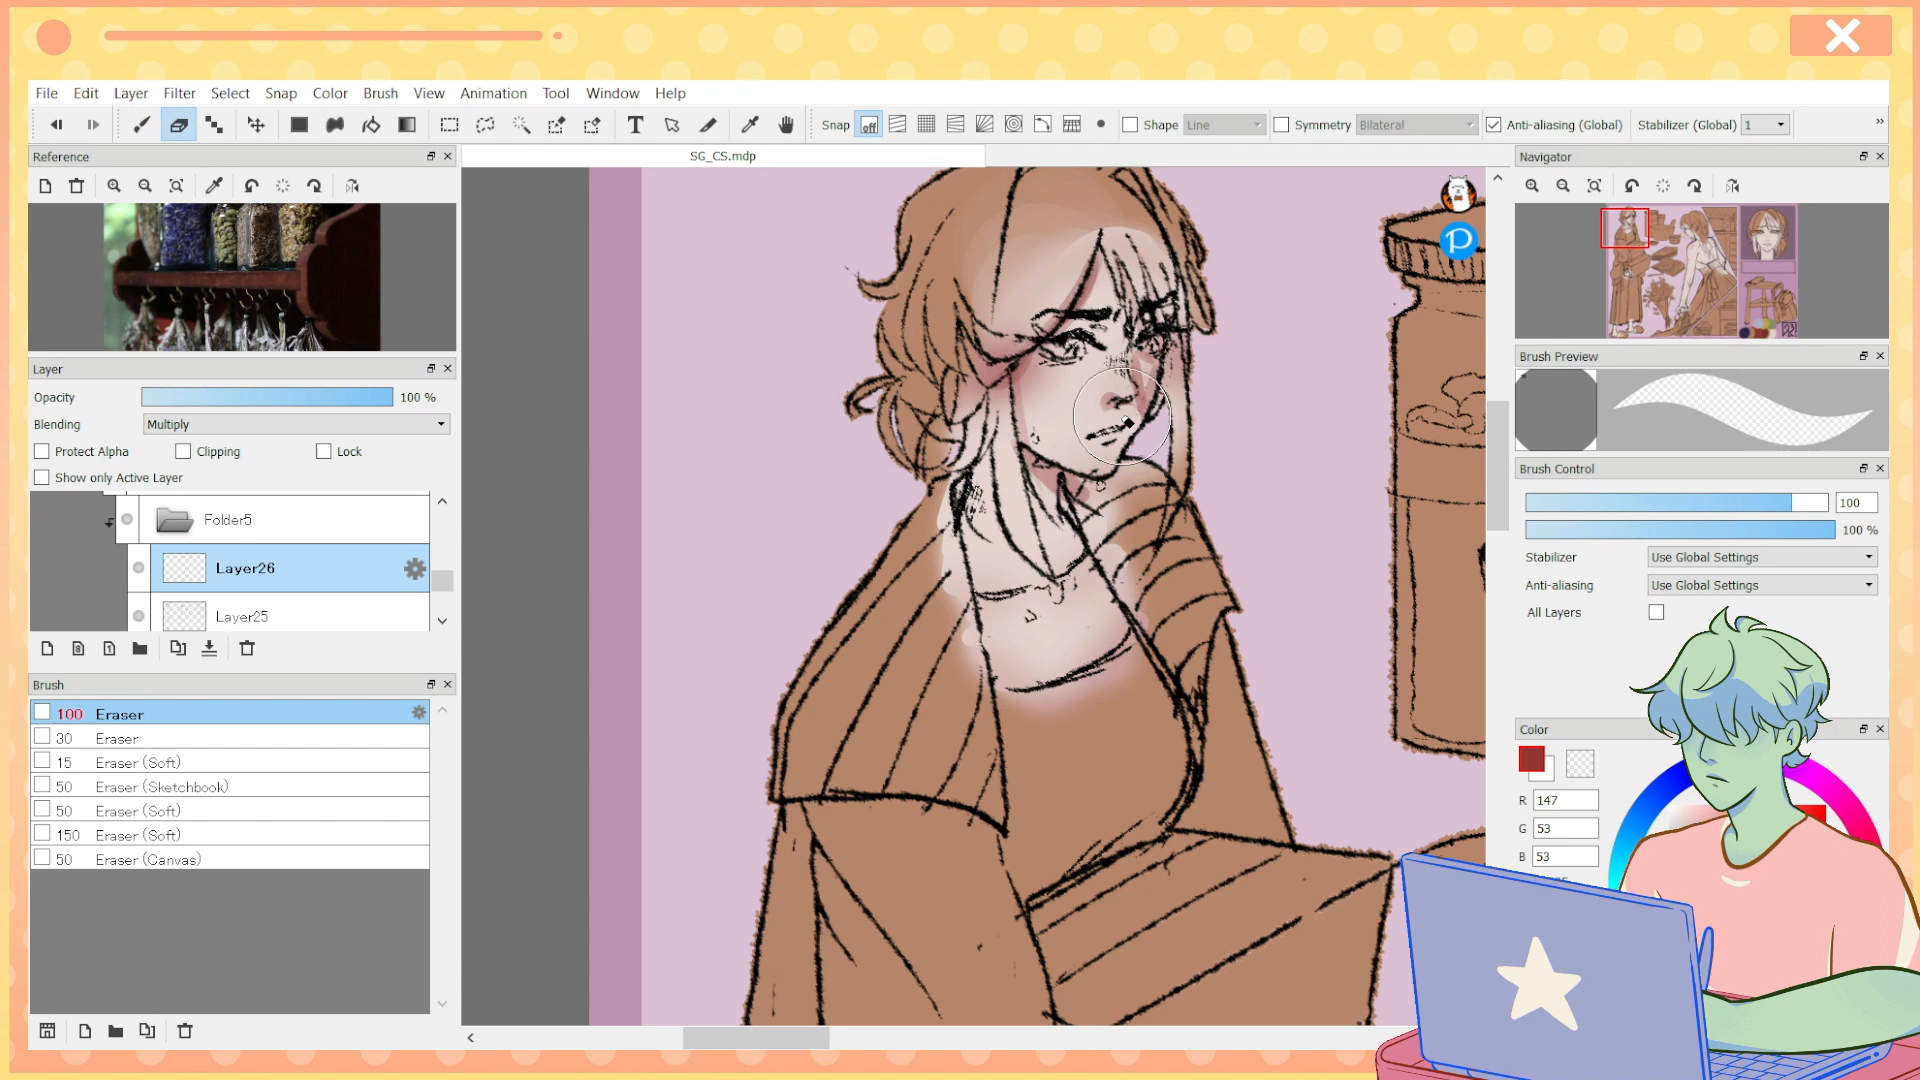 File Edit Layer Filter Select Snap Color Brush View Animation Tool Window Help
T Snap off Shape Line Symmetry Bilateral Anti-aliasing (Global) Stabilizer (Global) 1 »
Reference
SG_CS.mdp
Navigator
Layer
Opacity 100 %
Blending Multiply
Protect Alpha Clipping Lock
Show only Active Layer
Folder5
Layer26
Layer25
Brush
100 Eraser
30 Eraser
15 Eraser (Soft)
50 Eraser (Sketchbook)
50 Eraser (Soft)
150 Eraser (Soft)
50 Eraser (Canvas)
P
Brush Preview
Brush Control
100
100 %
Stabilizer Use Global Settings
Anti-aliasing Use Global Settings
All Layers
Color
R 147
G 53
B 53